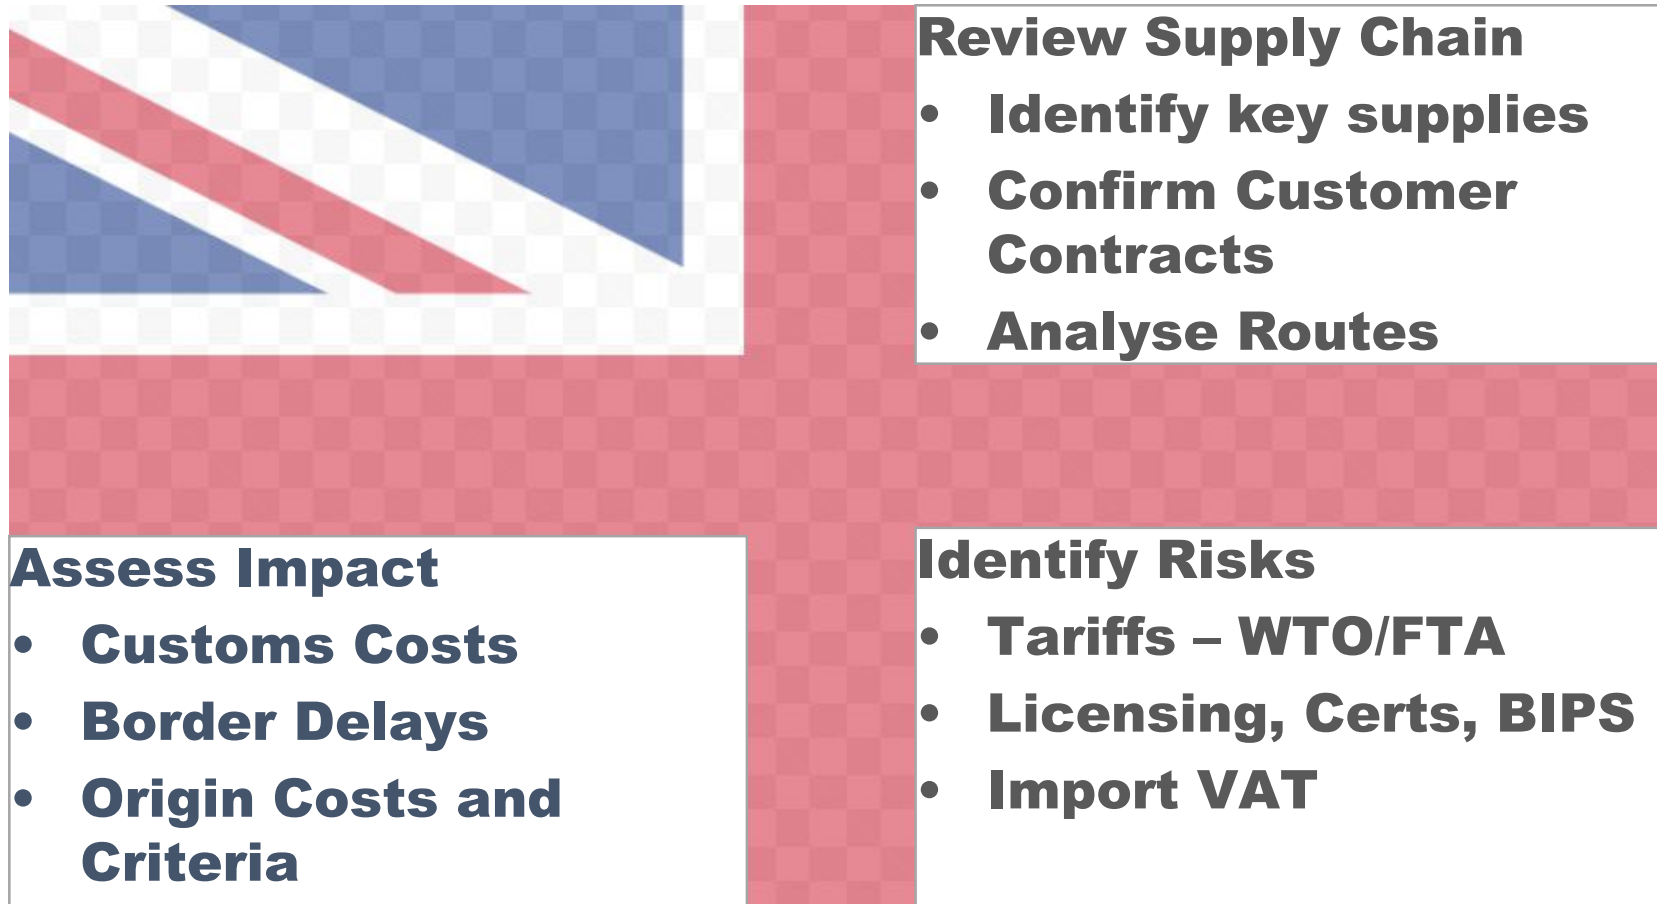 Review Supply Chain
• Identify key supplies
• Confirm Customer
Contracts
• Analyse Routes
Assess Impact
• Customs Costs
• Border Delays
• Origin Costs and
Criteria
Identify Risks
• Tariffs – WTO/FTA
• Licensing, Certs, BIPS
• Import VAT